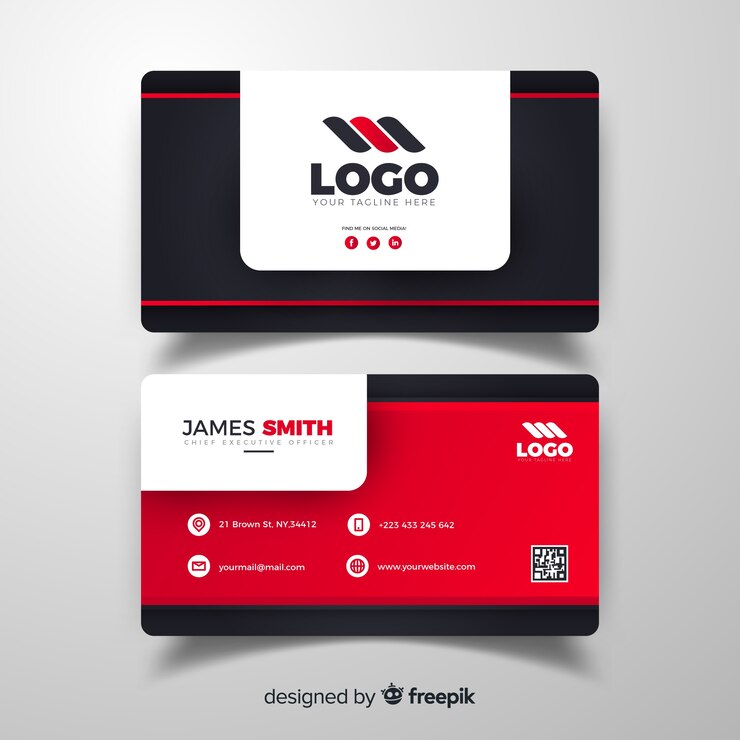 LOGO
YOUR TAGLINE HERE
FIND ME ON SOCIAL MEDIA!
JAMES SMITH
CHIEF EXECUTIVE OFFICER
LOGO
YOUR TAGLINE HERE
21 Brown St, NY,34412
+223 433 245 642
yourmail@mail.com
www.yourwebsite.com
designed by freepik